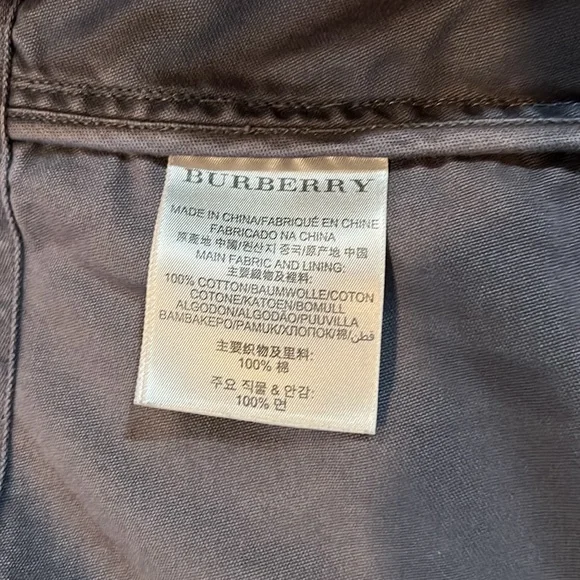 BURBERRY
MADE IN CHINA/FABRIQUÉ EN CHINE
FABRICADO NA CHINA
原產地 中國/원산지 중국/原产地 中国
MAIN FABRIC AND LINING:
主要織物及裡料:
100% COTTON/BAUMWOLLE/COTON
COTONE/KATOEN/BOMULL
ALGODON/ALGODÃO/PUUVILLA
BAMBAKEPO/PAMUK/ХЛОПОК/棉/قطن
主要织物及里料:
100% 棉
주요 직물 & 안감:
100% 면